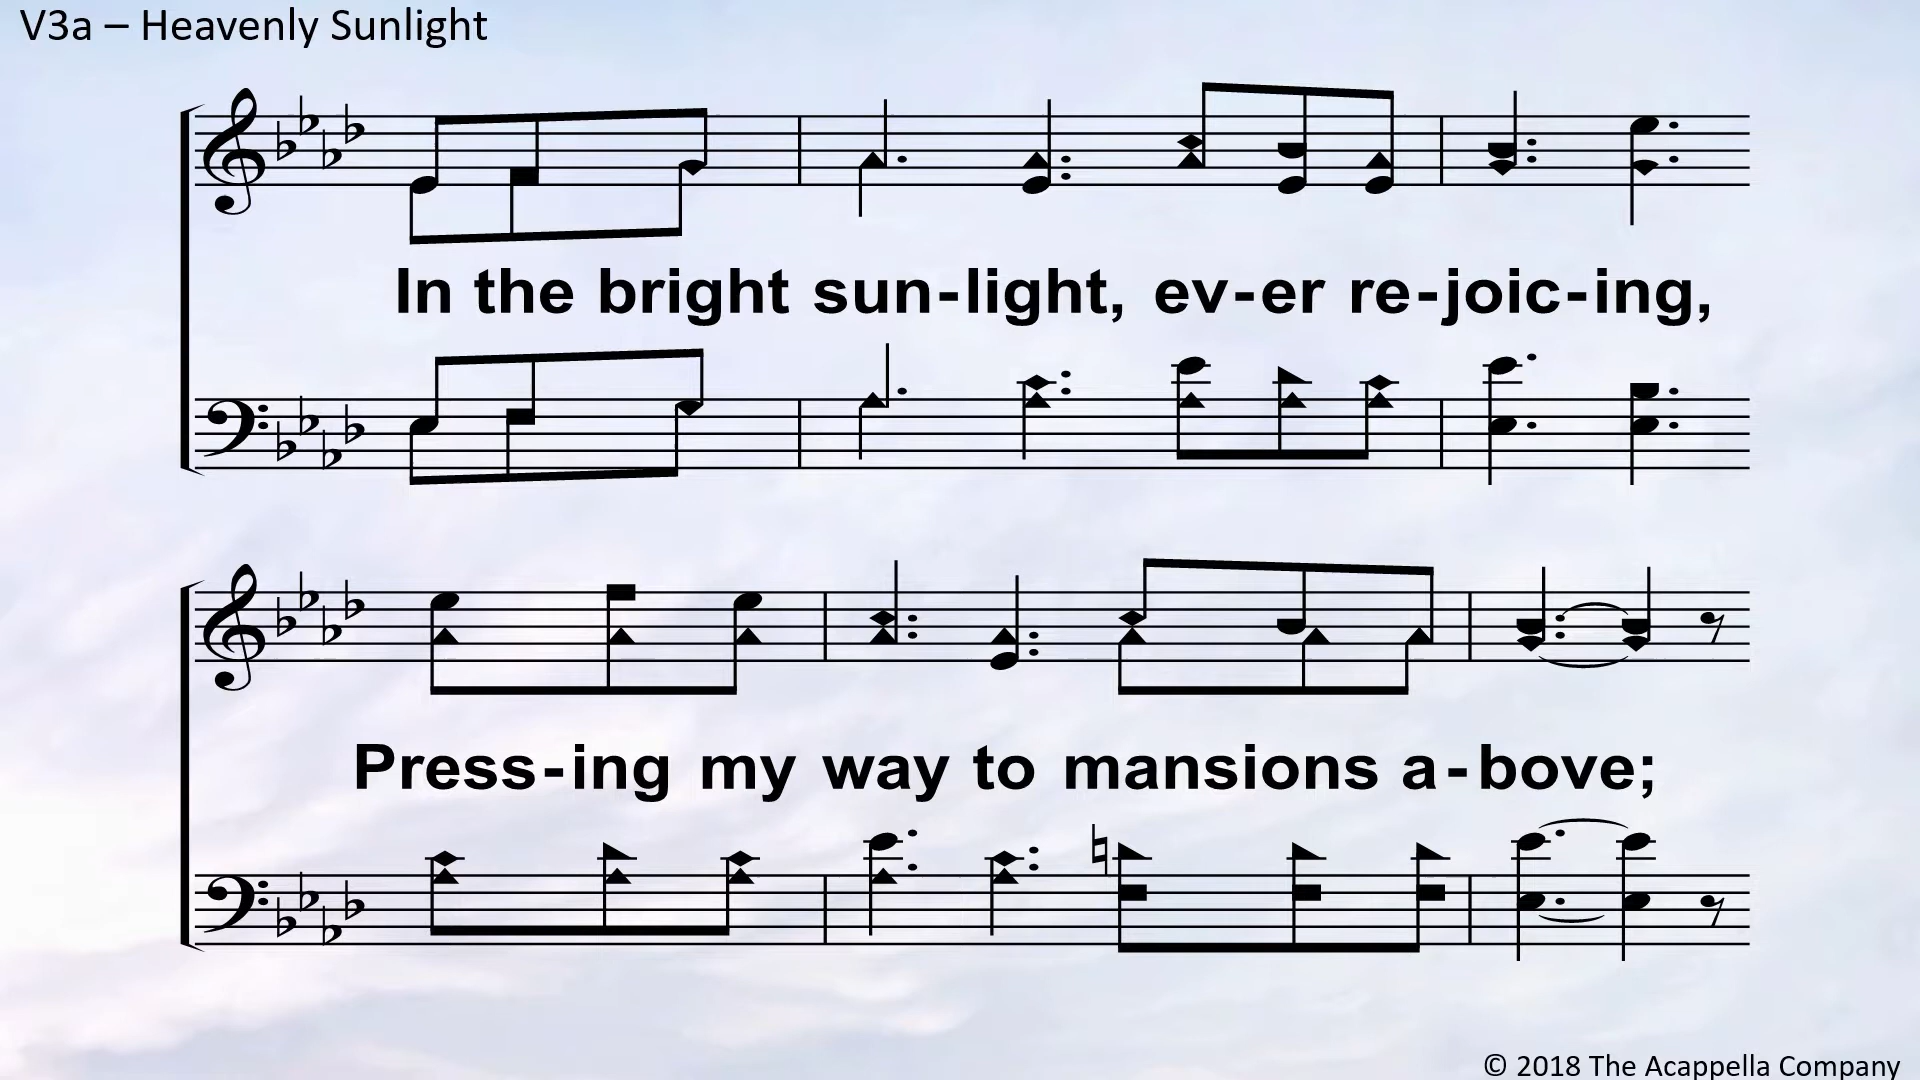 V3a – Heavenly Sunlight
In the bright sun-light, ev-er re-joic-ing,
Press-ing my way to mansions a-bove;
© 2018 The Acappella Company